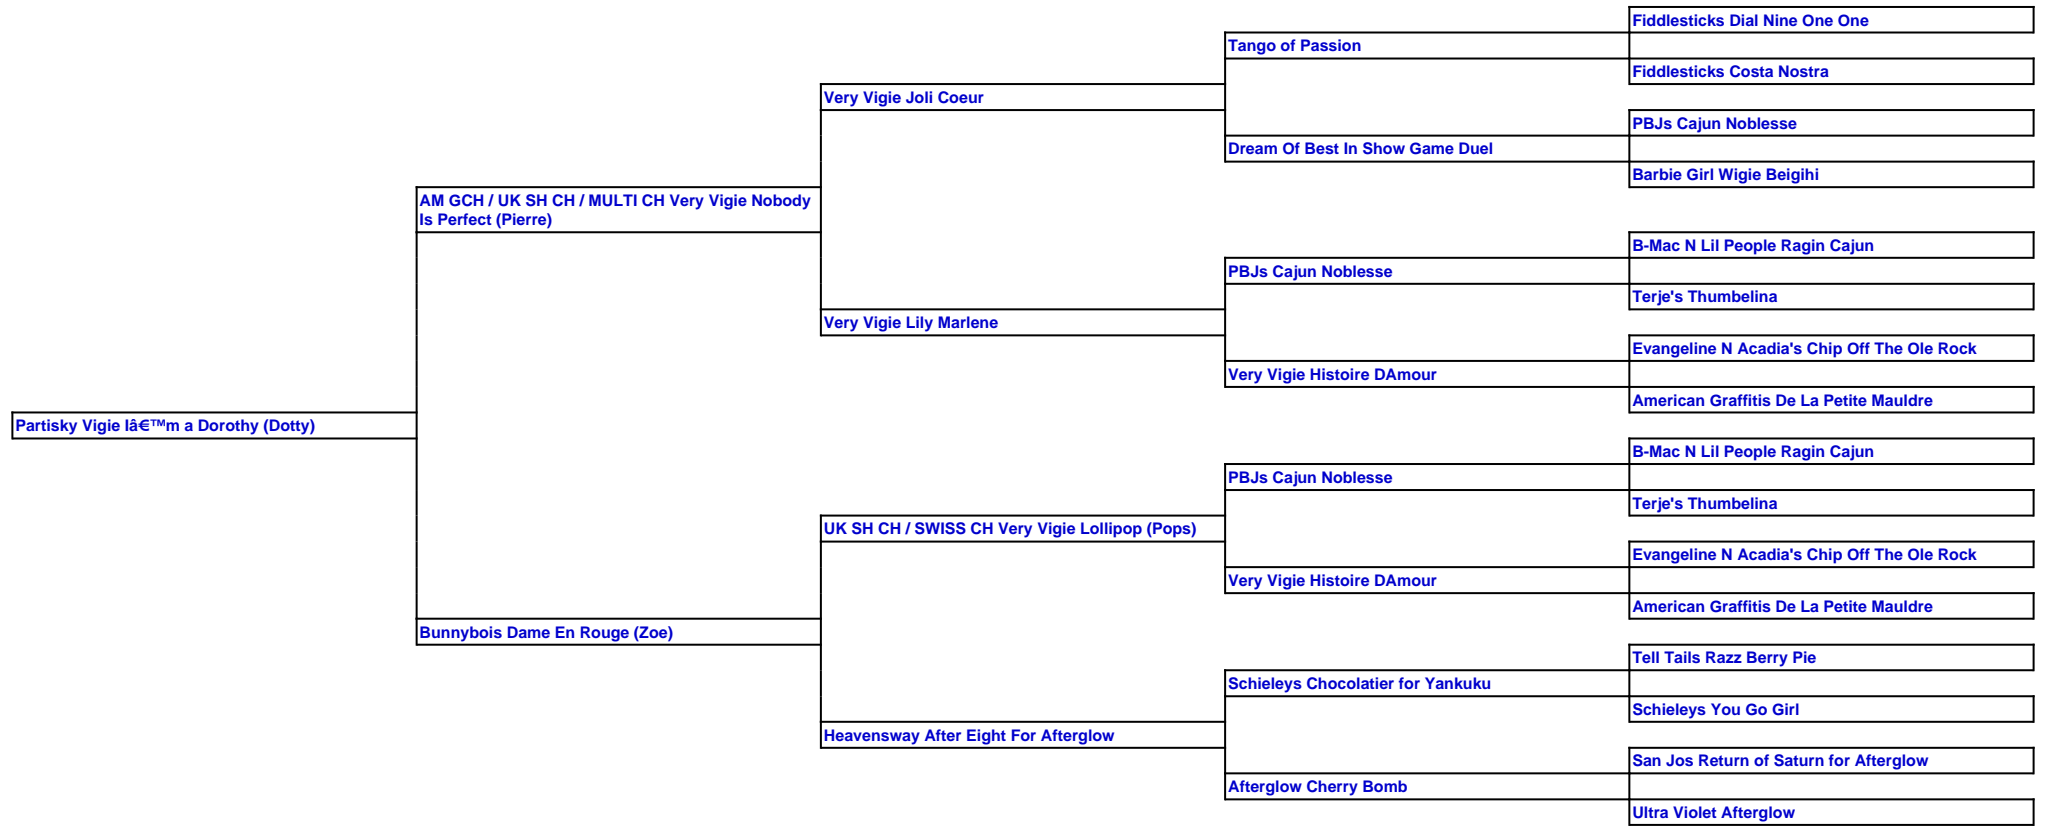 Fiddlesticks Dial Nine One One
Tango of Passion
Fiddlesticks Costa Nostra
Very Vigie Joli Coeur
PBJs Cajun Noblesse
Dream Of Best In Show Game Duel
Barbie Girl Wigie Beigihi
AM GCH / UK SH CH / MULTI CH Very Vigie Nobody
Is Perfect (Pierre)
B-Mac N Lil People Ragin Cajun
PBJs Cajun Noblesse
Terje's Thumbelina
Very Vigie Lily Marlene
Evangeline N Acadia's Chip Off The Ole Rock
Very Vigie Histoire DAmour
American Graffitis De La Petite Mauldre
Partisky Vigie Iâ€™m a Dorothy (Dotty)
B-Mac N Lil People Ragin Cajun
PBJs Cajun Noblesse
Terje's Thumbelina
UK SH CH / SWISS CH Very Vigie Lollipop (Pops)
Evangeline N Acadia's Chip Off The Ole Rock
Very Vigie Histoire DAmour
American Graffitis De La Petite Mauldre
Bunnybois Dame En Rouge (Zoe)
Tell Tails Razz Berry Pie
Schieleys Chocolatier for Yankuku
Schieleys You Go Girl
Heavensway After Eight For Afterglow
San Jos Return of Saturn for Afterglow
Afterglow Cherry Bomb
Ultra Violet Afterglow